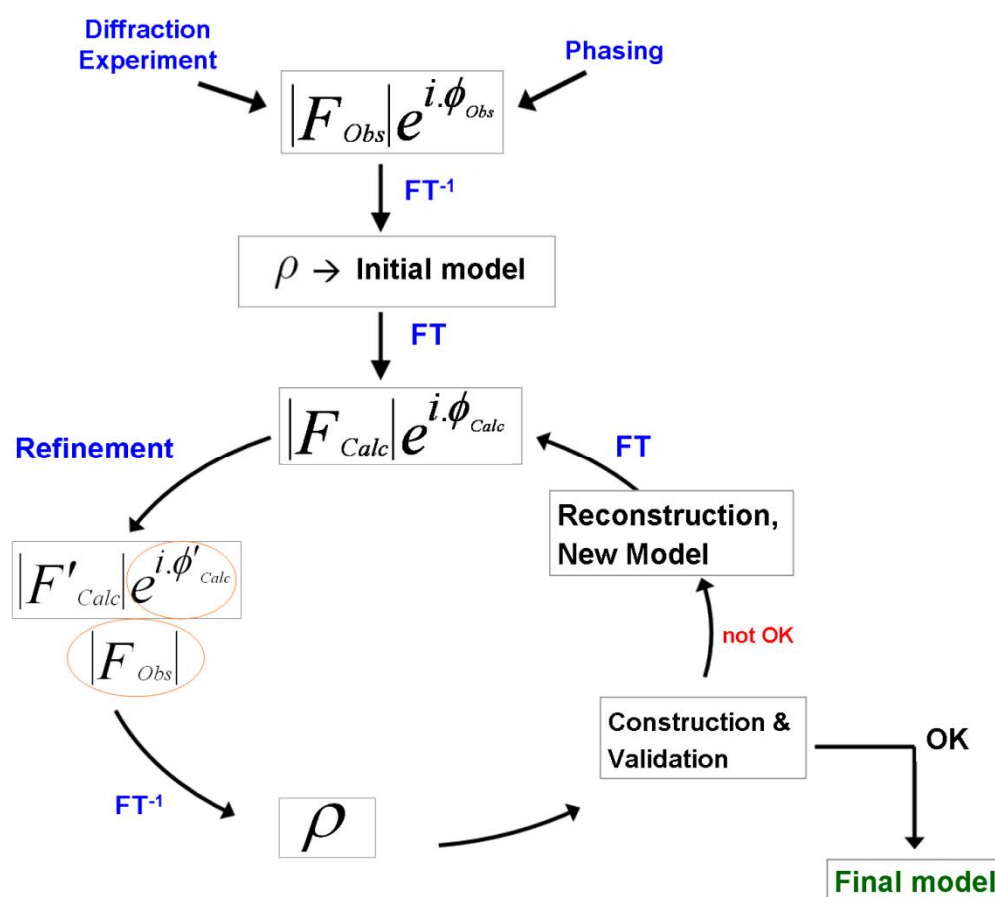 Diffraction
Experiment
Phasing
|F_Obs|e^{i.ϕ_Obs}
FT⁻¹
ρ → Initial model
FT
|F_Calc|e^{i.ϕ_Calc}
Refinement
FT
Reconstruction,
New Model
|F'_Calc|e^{i.ϕ'_Calc}
|F_Obs|
not OK
Construction &
Validation
OK
FT⁻¹
ρ
Final model